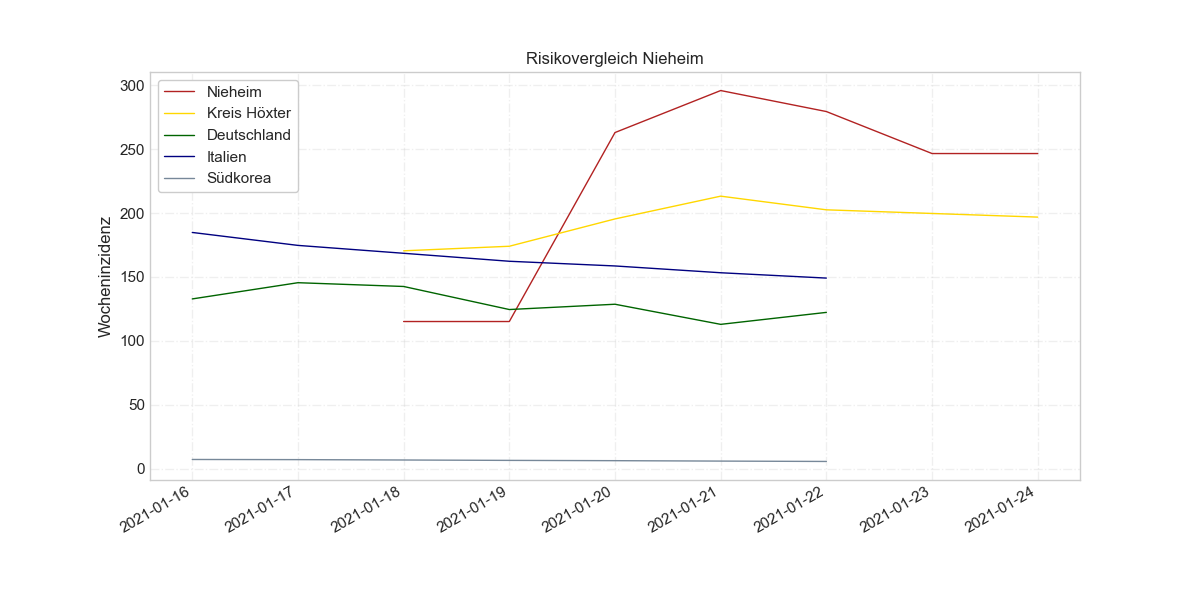 Risikovergleich Nieheim
Nieheim
Kreis Höxter
Deutschland
Italien
Südkorea
Wocheninzidenz
300
250
200
150
100
50
0
2021-01-16
2021-01-17
2021-01-18
2021-01-19
2021-01-20
2021-01-21
2021-01-22
2021-01-23
2021-01-24